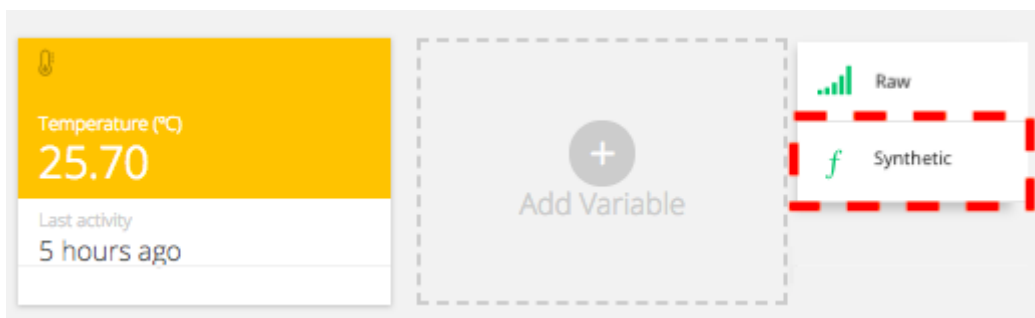 Temperature (ºC)
25.70
Last activity
5 hours ago
+
Add Variable
Raw
f Synthetic